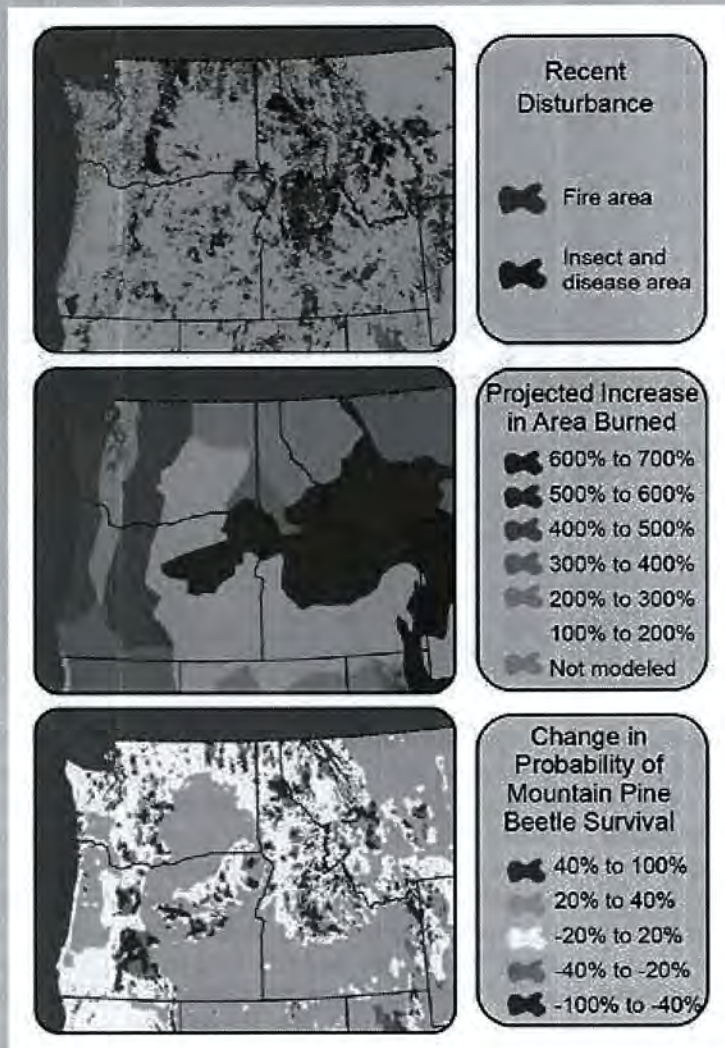 Recent
Disturbance
Fire area
Insect and
disease area
Projected Increase
in Area Burned
600% to 700%
500% to 600%
400% to 500%
300% to 400%
200% to 300%
100% to 200%
Not modeled
Change in
Probability of
Mountain Pine
Beetle Survival
40% to 100%
20% to 40%
-20% to 20%
-40% to -20%
-100% to -40%